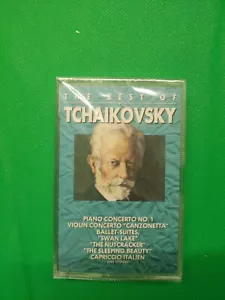 THE BEST OF
TCHAIKOVSKY
PIANO CONCERTO NO. 1
VIOLIN CONCERTO "CANZONETTA"
BALLET-SUITES:
"SWAN LAKE"
"THE NUTCRACKER"
"THE SLEEPING BEAUTY"
CAPRICCIO ITALIEN